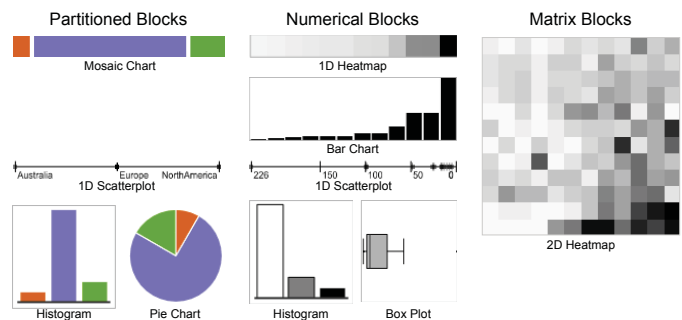 Partitioned Blocks Numerical Blocks Matrix Blocks
Mosaic Chart 1D Heatmap
Bar Chart
Australia Europe NorthAmerica 226 150 100 50 0
1D Scatterplot 1D Scatterplot
2D Heatmap
Histogram Pie Chart Histogram Box Plot